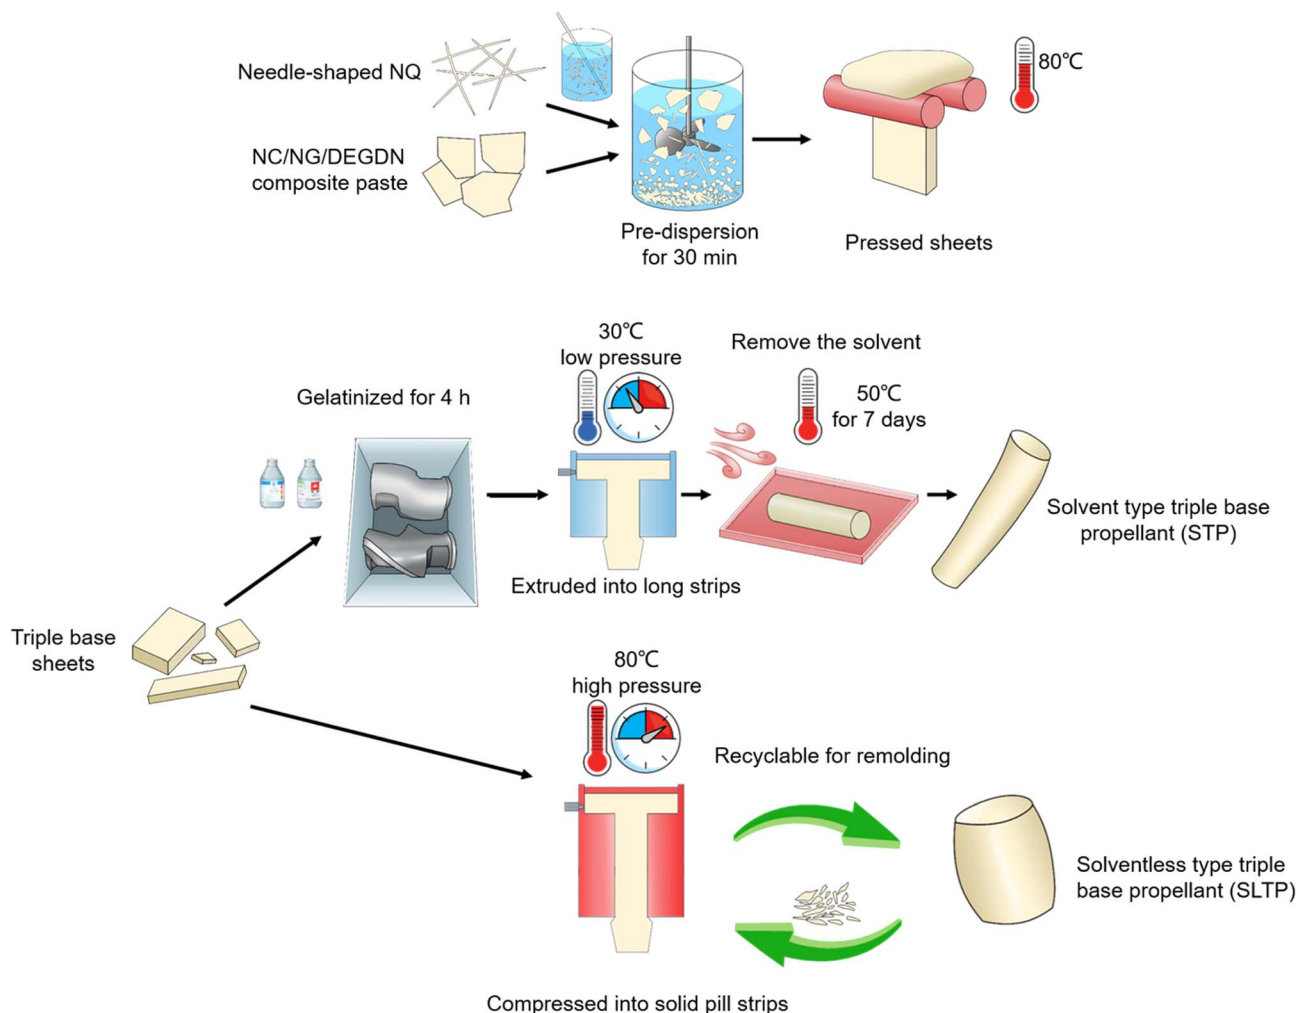 Needle-shaped NQ
NC/NG/DEGDN
composite paste
Pre-dispersion
for 30 min
80℃
Pressed sheets
Triple base
sheets
Gelatinized for 4 h
30℃
low pressure
Extruded into long strips
Remove the solvent
50℃
for 7 days
Solvent type triple base
propellant (STP)
80℃
high pressure
Compressed into solid pill strips
Recyclable for remolding
Solventless type triple
base propellant (SLTP)